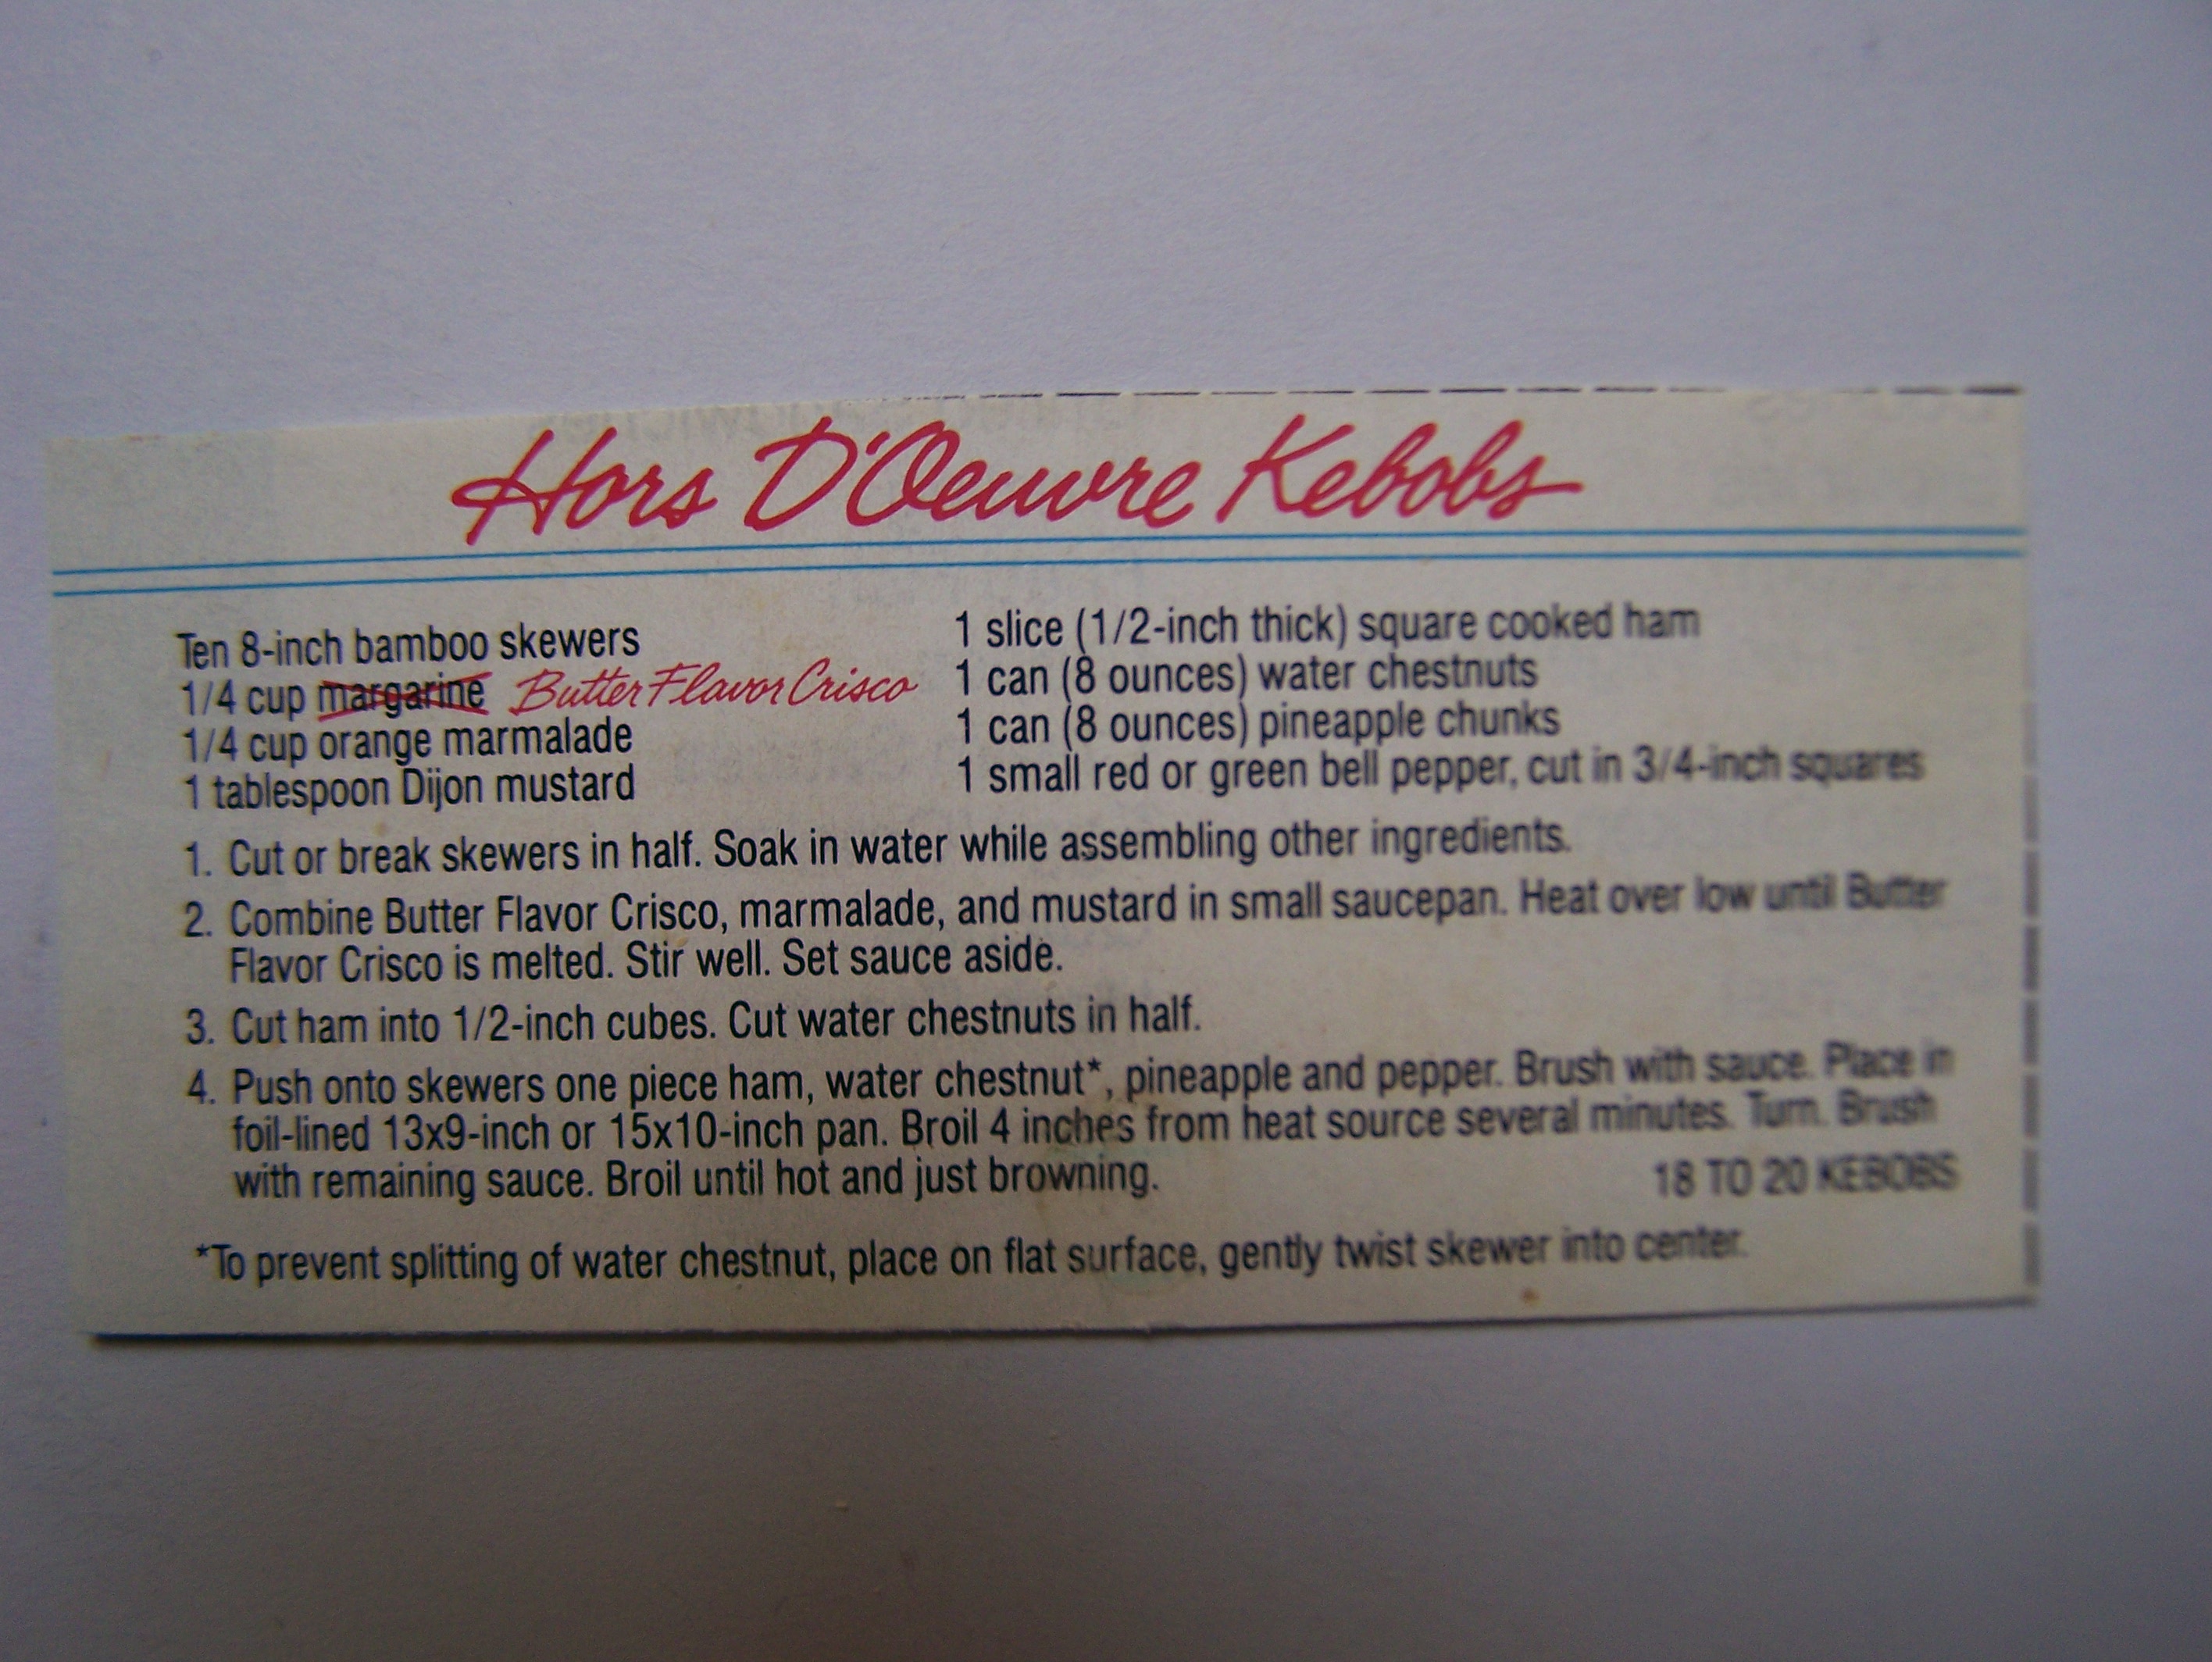 Hors D'Oeuvre Kebobs
Ten 8-inch bamboo skewers
1/4 cup margarine Butter Flavor Crisco
1/4 cup orange marmalade
1 tablespoon Dijon mustard
1 slice (1/2-inch thick) square cooked ham
1 can (8 ounces) water chestnuts
1 can (8 ounces) pineapple chunks
1 small red or green bell pepper, cut in 3/4-inch squares
1. Cut or break skewers in half. Soak in water while assembling other ingredients.
2. Combine Butter Flavor Crisco, marmalade, and mustard in small saucepan. Heat over low until Butter
Flavor Crisco is melted. Stir well. Set sauce aside.
3. Cut ham into 1/2-inch cubes. Cut water chestnuts in half.
4. Push onto skewers one piece ham, water chestnut*, pineapple and pepper. Brush with sauce. Place in
foil-lined 13x9-inch or 15x10-inch pan. Broil 4 inches from heat source several minutes. Turn. Brush
with remaining sauce. Broil until hot and just browning.
18 TO 20 KEBOBS
*To prevent splitting of water chestnut, place on flat surface, gently twist skewer into center.